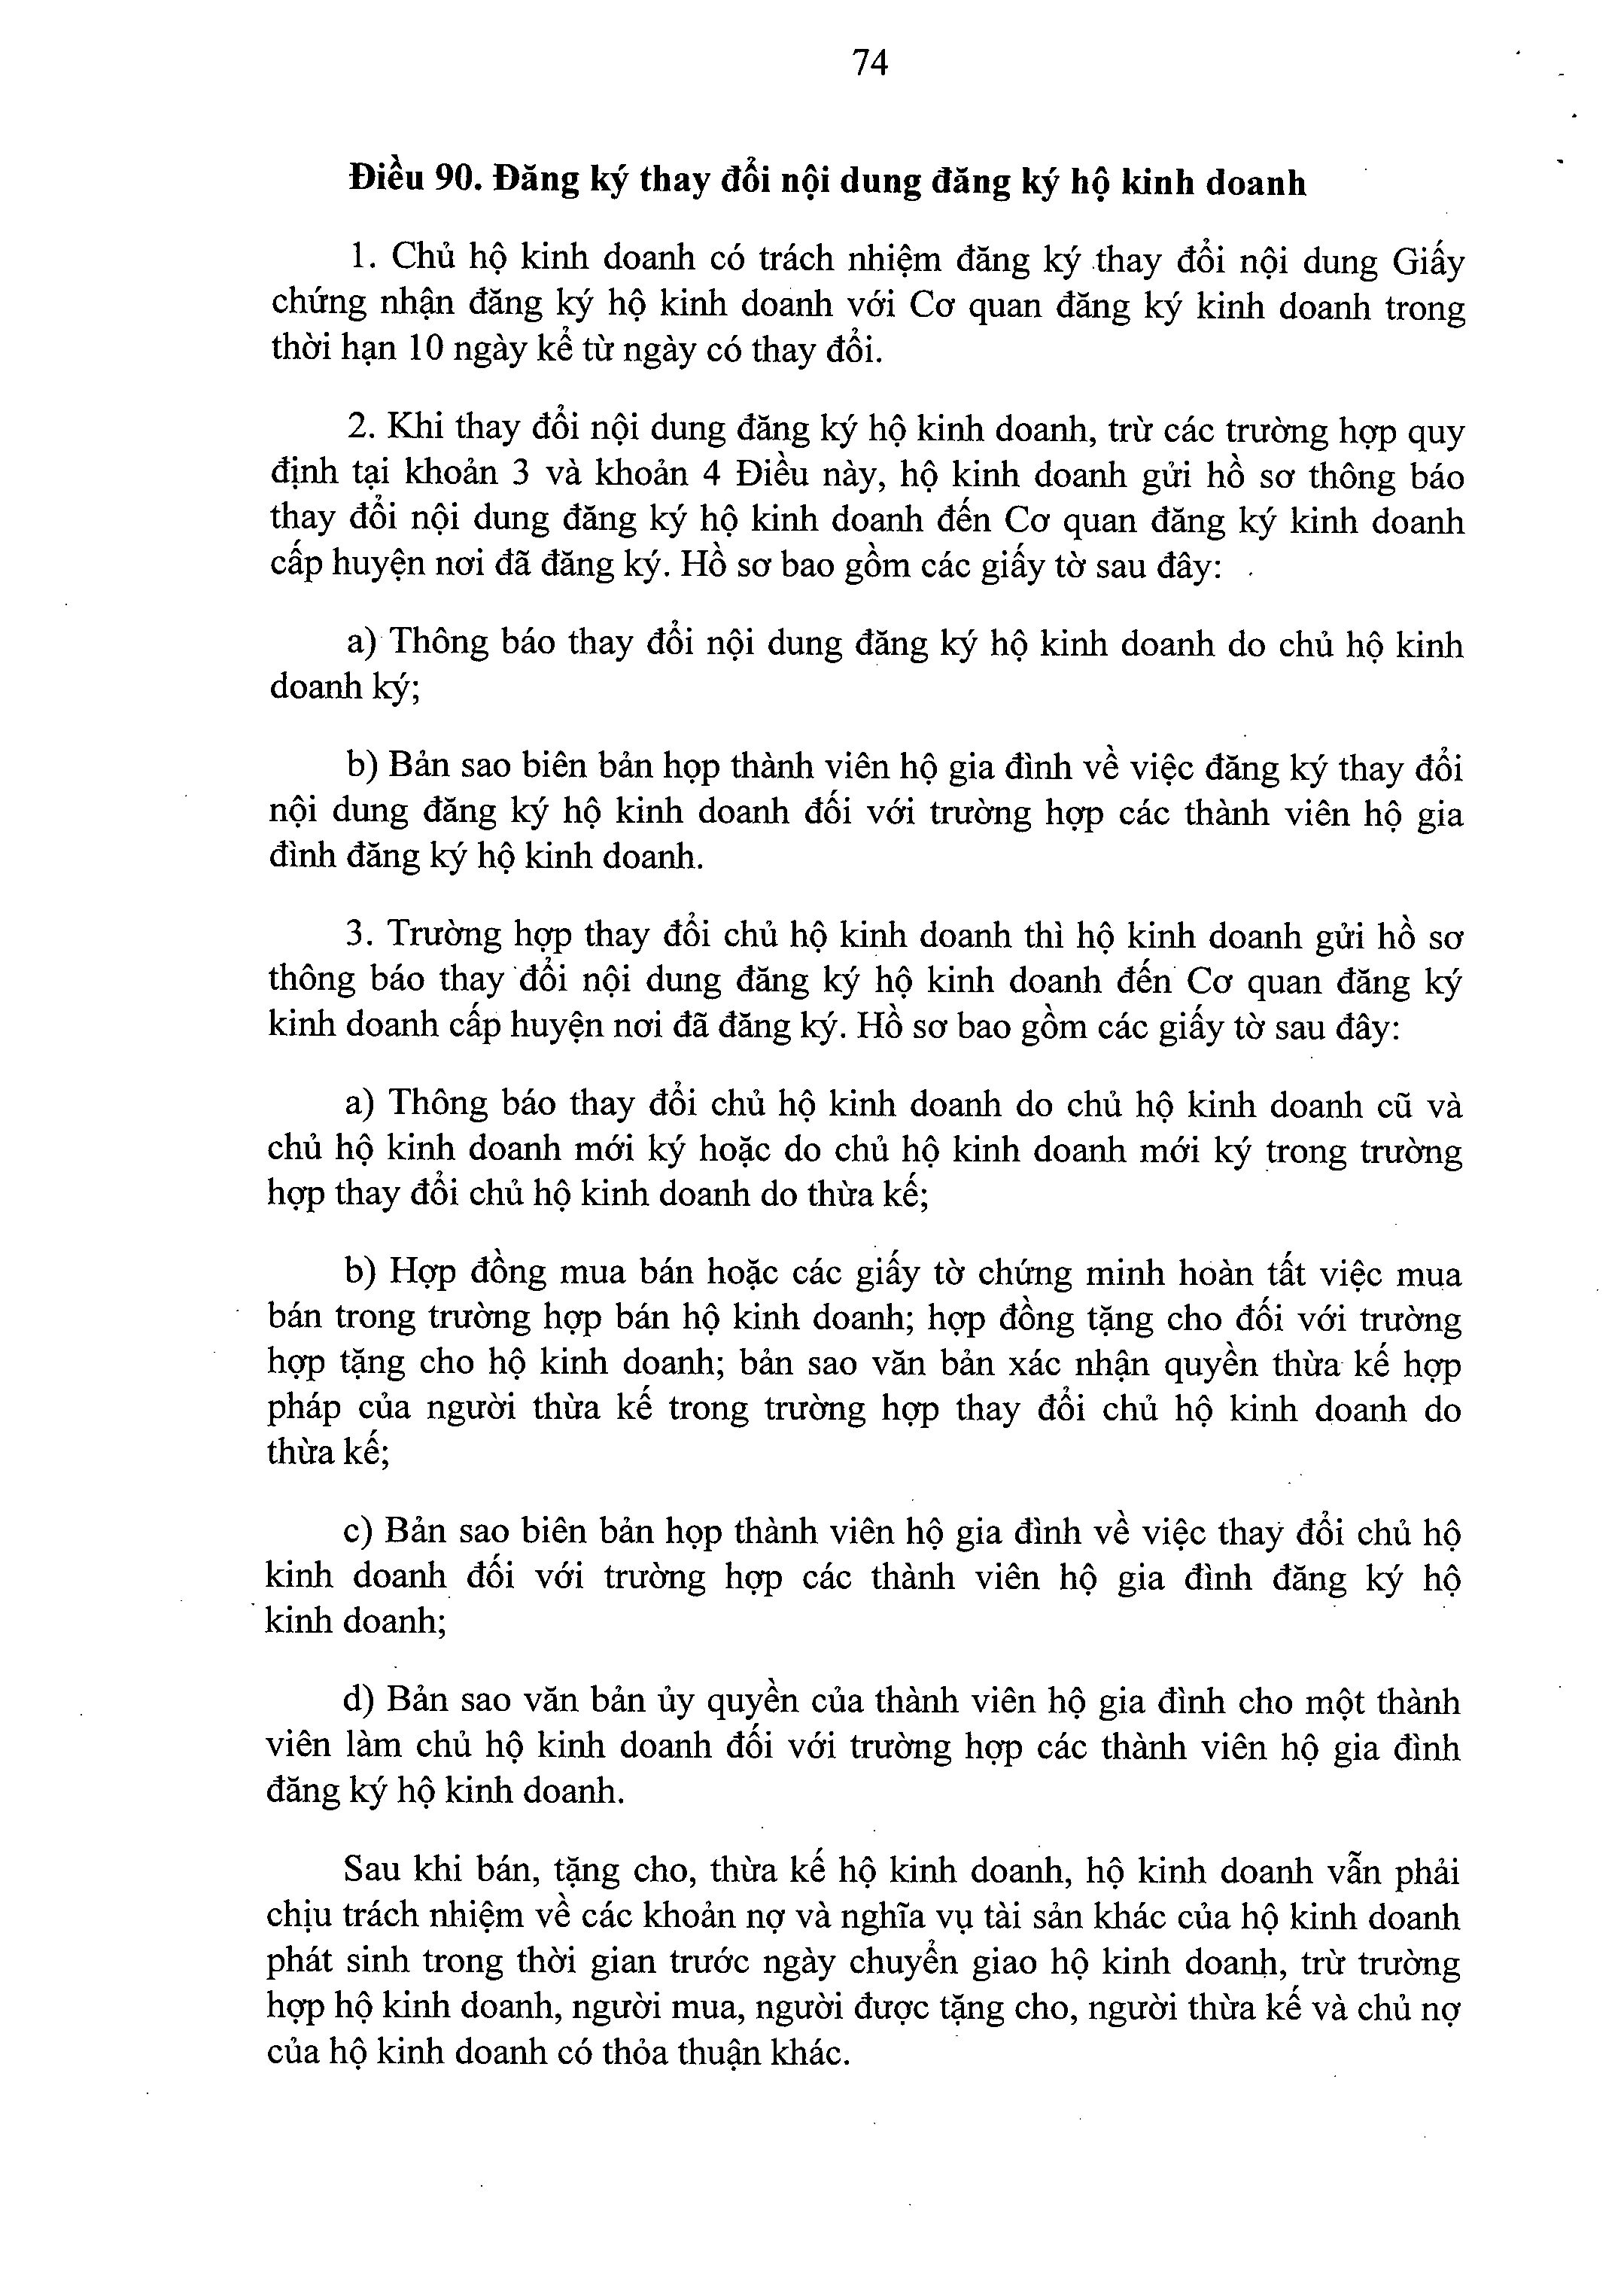 74
Điều 90. Đăng ký thay đổi nội dung đăng ký hộ kinh doanh
1. Chủ hộ kinh doanh có trách nhiệm đăng ký thay đổi nội dung Giấy
chứng nhận đăng ký hộ kinh doanh với Cơ quan đăng ký kinh doanh trong
thời hạn 10 ngày kể từ ngày có thay đổi.
2. Khi thay đổi nội dung đăng ký hộ kinh doanh, trừ các trường hợp quy
định tại khoản 3 và khoản 4 Điều này, hộ kinh doanh gửi hồ sơ thông báo
thay đổi nội dung đăng ký hộ kinh doanh đến Cơ quan đăng ký kinh doanh
cấp huyện nơi đã đăng ký. Hồ sơ bao gồm các giấy tờ sau đây:
a) Thông báo thay đổi nội dung đăng ký hộ kinh doanh do chủ hộ kinh
doanh ký;
b) Bản sao biên bản họp thành viên hộ gia đình về việc đăng ký thay đổi
nội dung đăng ký hộ kinh doanh đối với trường hợp các thành viên hộ gia
đình đăng ký hộ kinh doanh.
3. Trường hợp thay đổi chủ hộ kinh doanh thì hộ kinh doanh gửi hồ sơ
thông báo thay đổi nội dung đăng ký hộ kinh doanh đến Cơ quan đăng ký
kinh doanh cấp huyện nơi đã đăng ký. Hồ sơ bao gồm các giấy tờ sau đây:
a) Thông báo thay đổi chủ hộ kinh doanh do chủ hộ kinh doanh cũ và
chủ hộ kinh doanh mới ký hoặc do chủ hộ kinh doanh mới ký trong trường
hợp thay đổi chủ hộ kinh doanh do thừa kế;
b) Hợp đồng mua bán hoặc các giấy tờ chứng minh hoàn tất việc mua
bán trong trường hợp bán hộ kinh doanh; hợp đồng tặng cho đối với trường
hợp tặng cho hộ kinh doanh; bản sao văn bản xác nhận quyền thừa kế hợp
pháp của người thừa kế trong trường hợp thay đổi chủ hộ kinh doanh do
thừa kế;
c) Bản sao biên bản họp thành viên hộ gia đình về việc thay đổi chủ hộ
kinh doanh đối với trường hợp các thành viên hộ gia đình đăng ký hộ
kinh doanh;
d) Bản sao văn bản ủy quyền của thành viên hộ gia đình cho một thành
viên làm chủ hộ kinh doanh đối với trường hợp các thành viên hộ gia đình
đăng ký hộ kinh doanh.
Sau khi bán, tặng cho, thừa kế hộ kinh doanh, hộ kinh doanh vẫn phải
chịu trách nhiệm về các khoản nợ và nghĩa vụ tài sản khác của hộ kinh doanh
phát sinh trong thời gian trước ngày chuyển giao hộ kinh doanh, trừ trường
hợp hộ kinh doanh, người mua, người được tặng cho, người thừa kế và chủ nợ
của hộ kinh doanh có thỏa thuận khác.